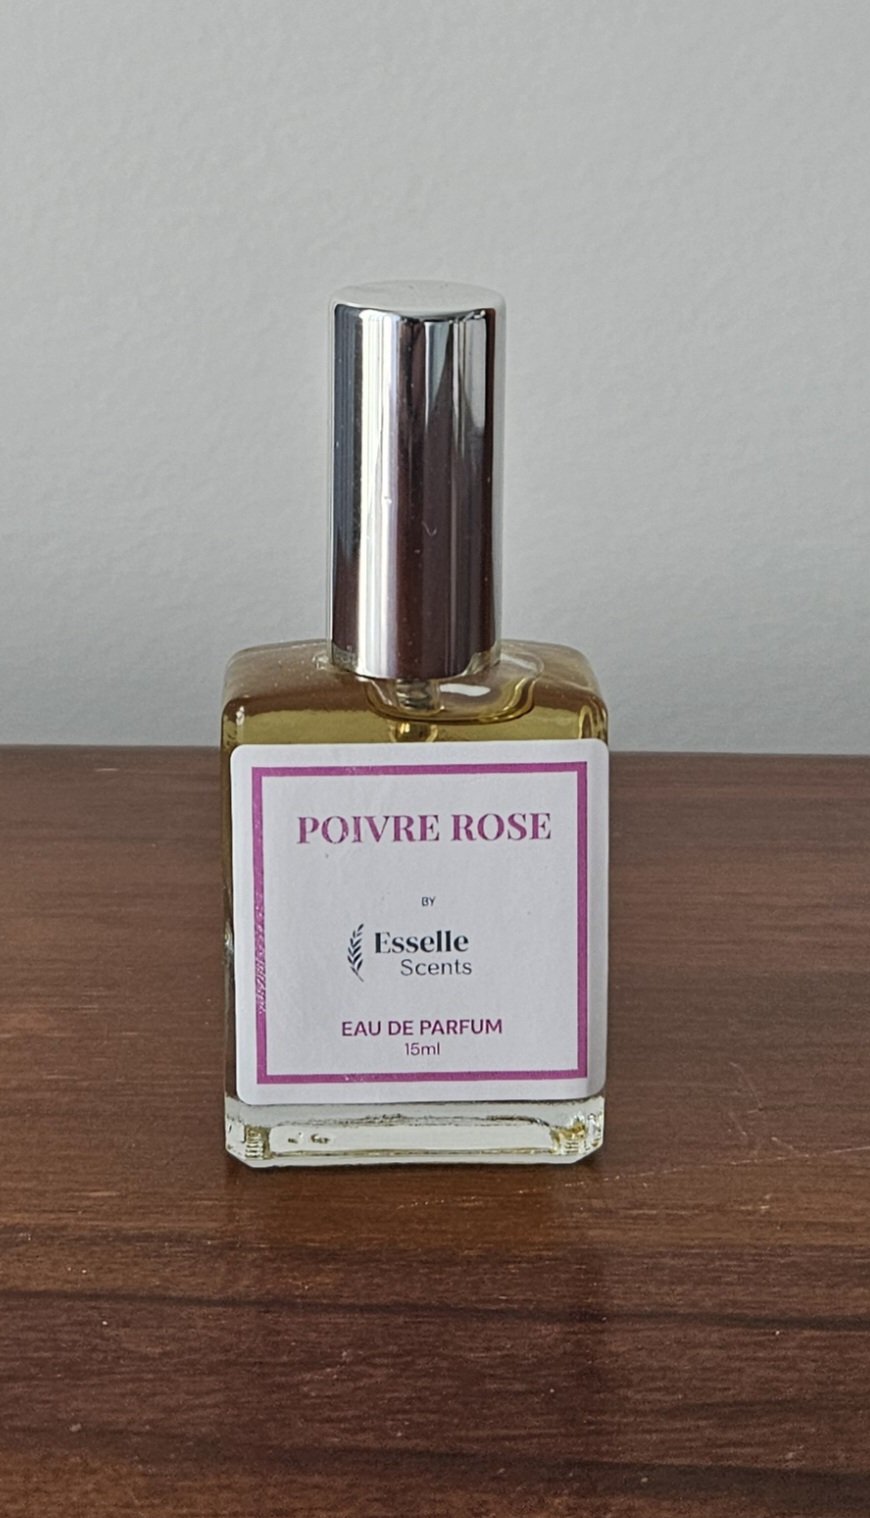 POIVRE ROSE
BY
Esselle
Scents
EAU DE PARFUM
15ml